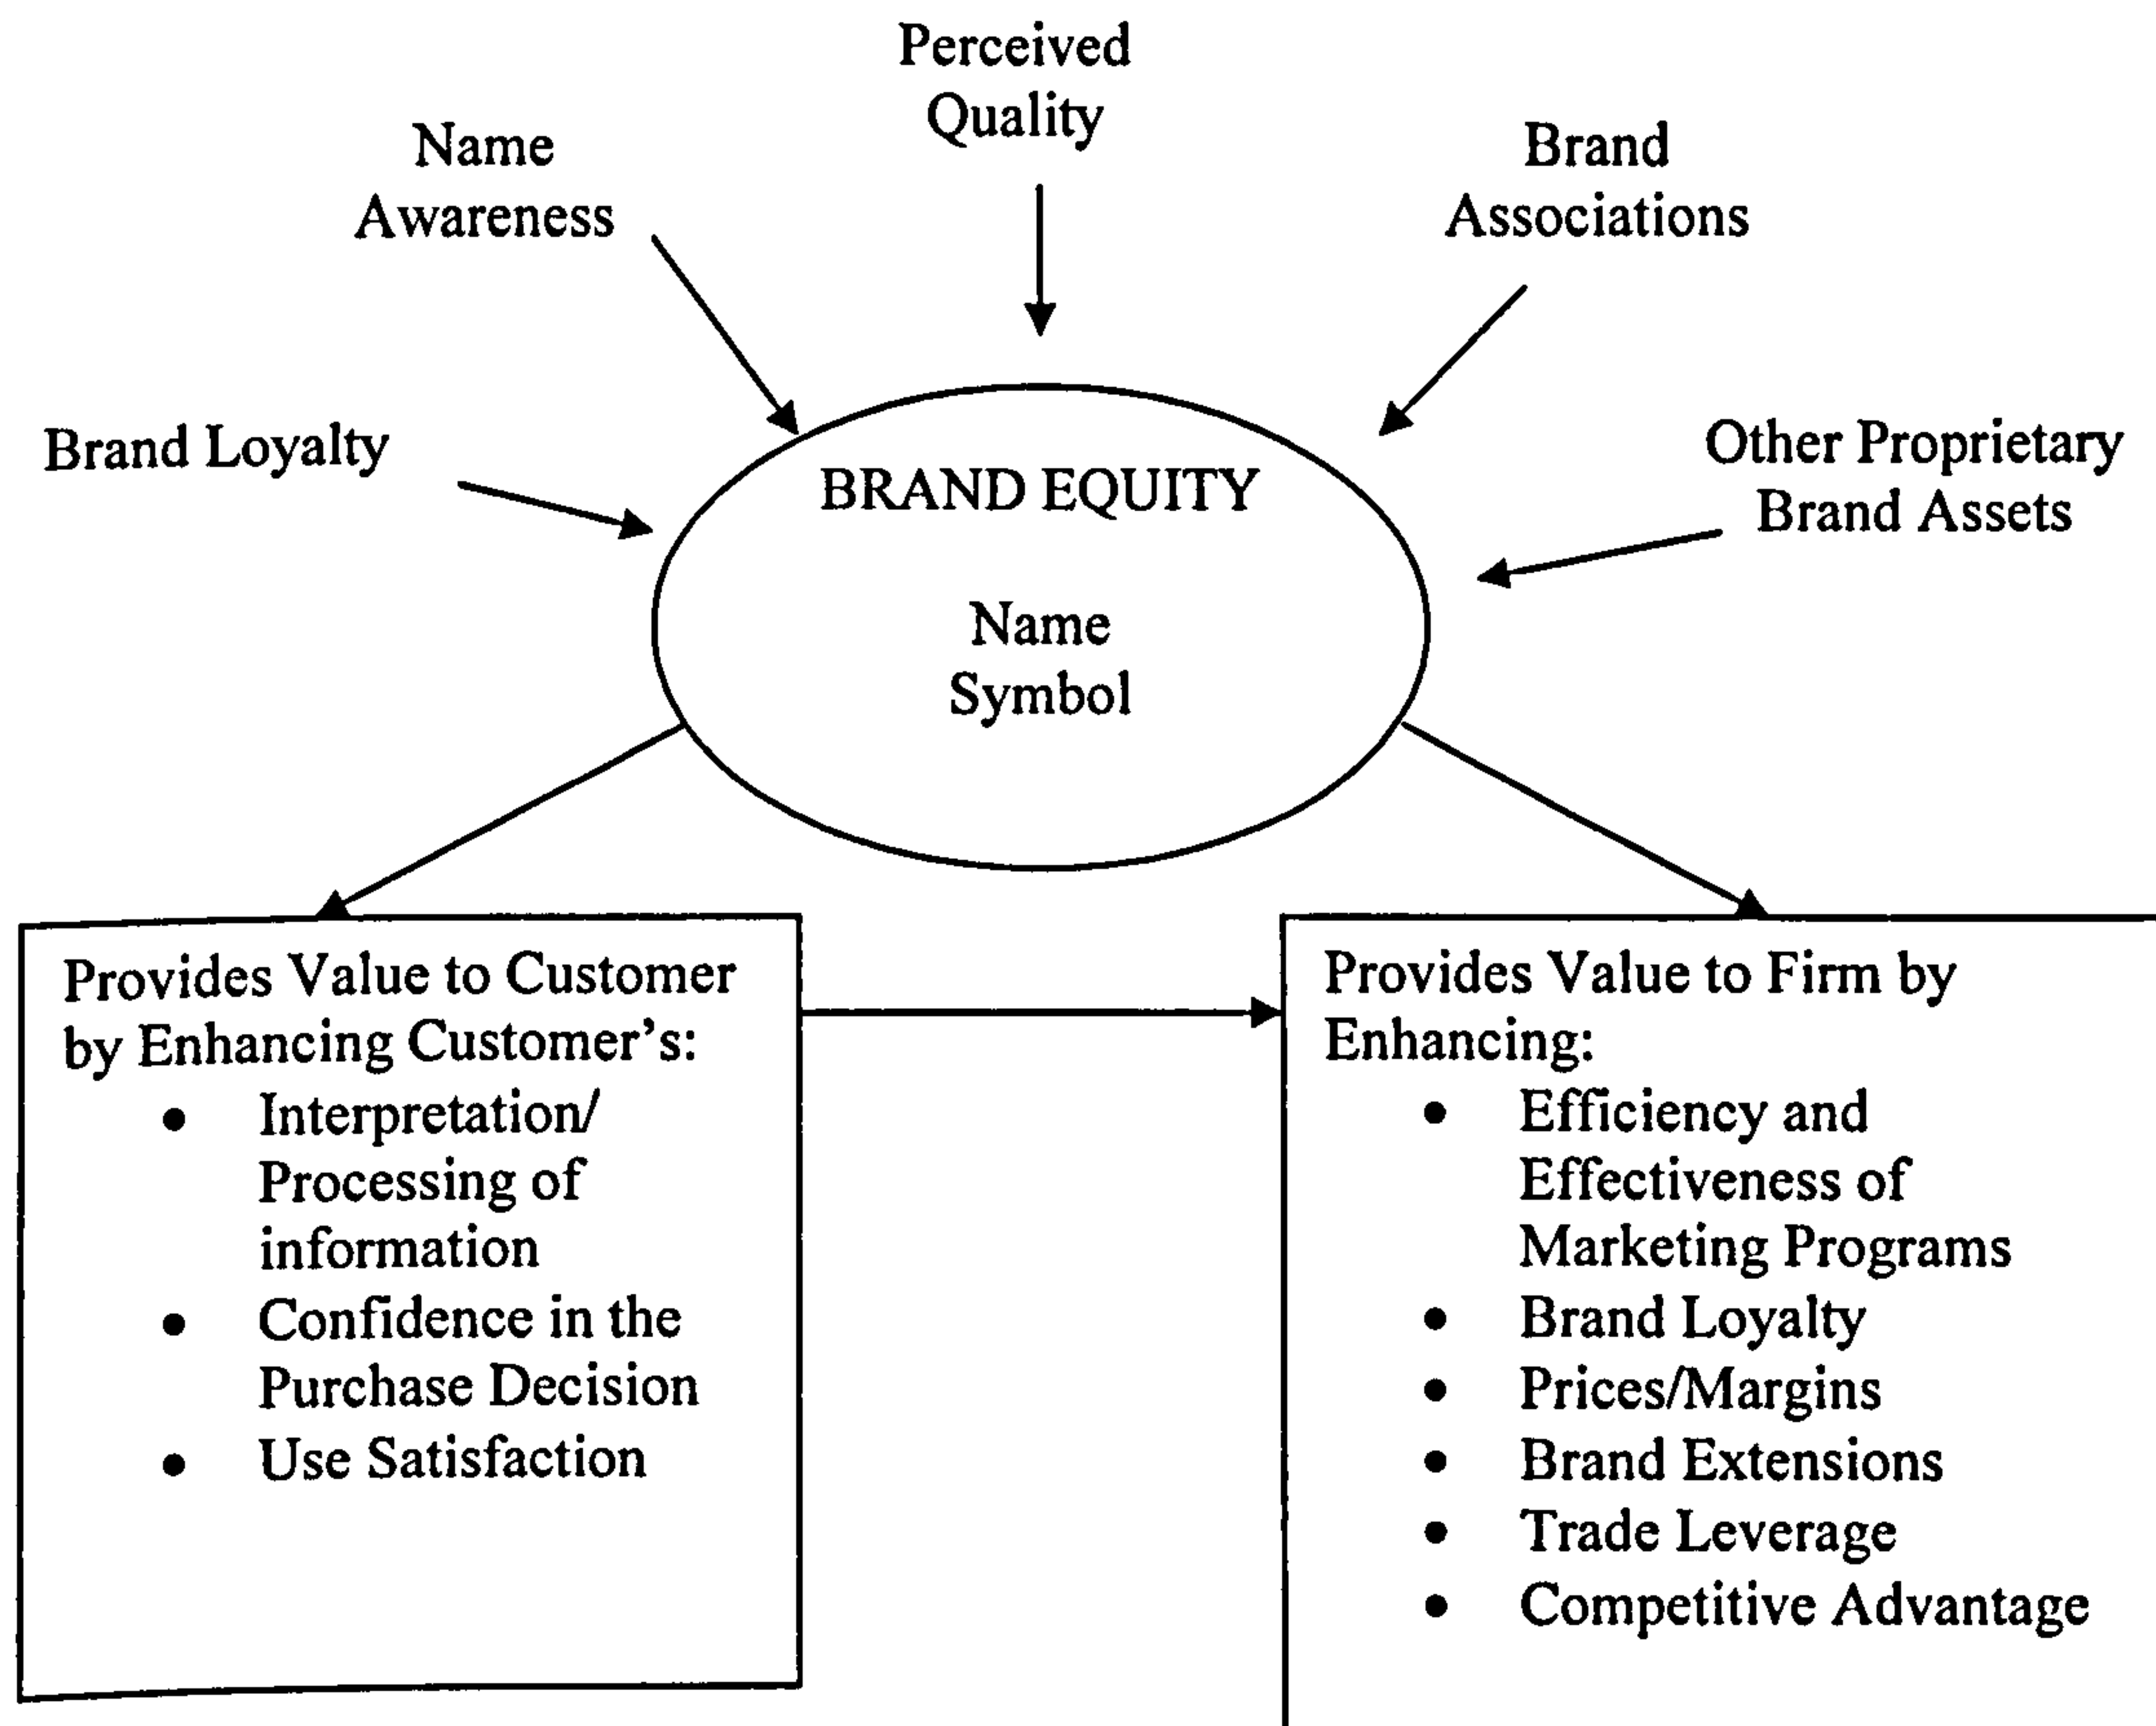 Perceived
Quality
Name
Awareness
Brand
Associations
Brand Loyalty
Other Proprietary
Brand Assets
BRAND EQUITY
Name
Symbol
Provides Value to Customer
by Enhancing Customer's:
• Interpretation/
Processing of
information
• Confidence in the
Purchase Decision
• Use Satisfaction
Provides Value to Firm by
Enhancing:
• Efficiency and
Effectiveness of
Marketing Programs
• Brand Loyalty
• Prices/Margins
• Brand Extensions
• Trade Leverage
• Competitive Advantage